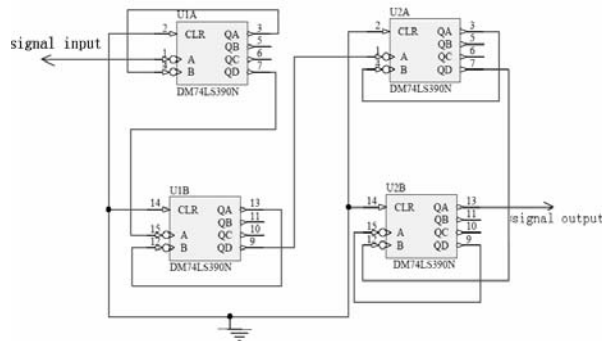 signal input
U1A
2 CLR QA 3
QB 5
1 A QC 6
4 B QD 7
DM74LS390N
U2A
2 CLR QA 3
QB 5
1 A QC 6
4 B QD 7
DM74LS390N
U1B
14 CLR QA 13
QB 11
15 A QC 10
12 B QD 9
DM74LS390N
U2B
14 CLR QA 13
QB 11
15 A QC 10
12 B QD 9
DM74LS390N
signal output